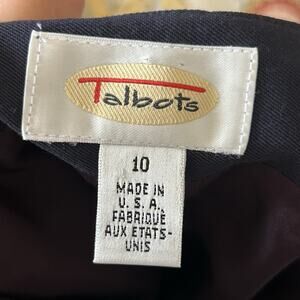 Talbots
10
MADE IN
U. S. A.
FABRIQUÉ
AUX ETATS-
UNIS